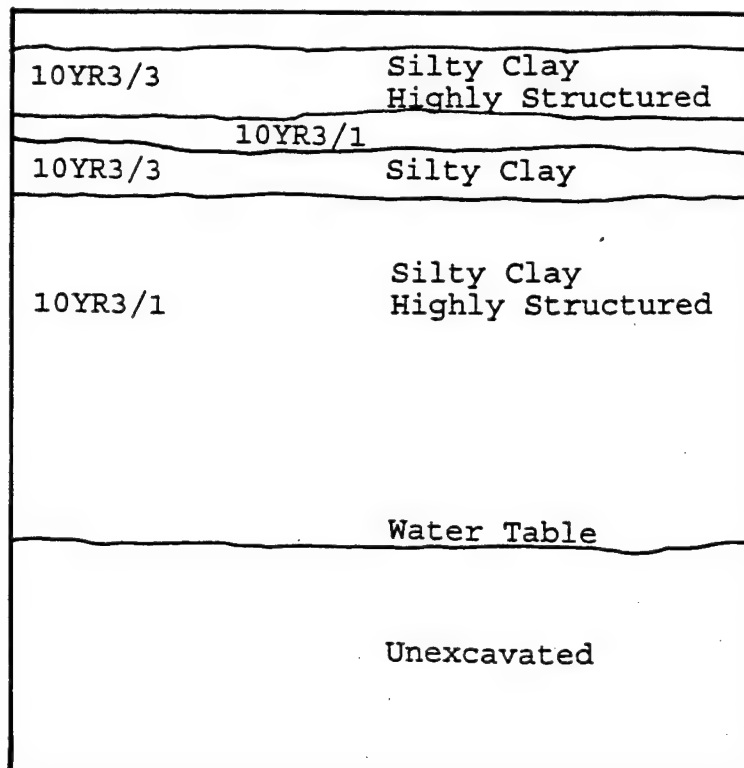 10YR3/3 Silty Clay
Highly Structured
10YR3/1
10YR3/3 Silty Clay
Silty Clay
10YR3/1 Highly Structured
Water Table
Unexcavated